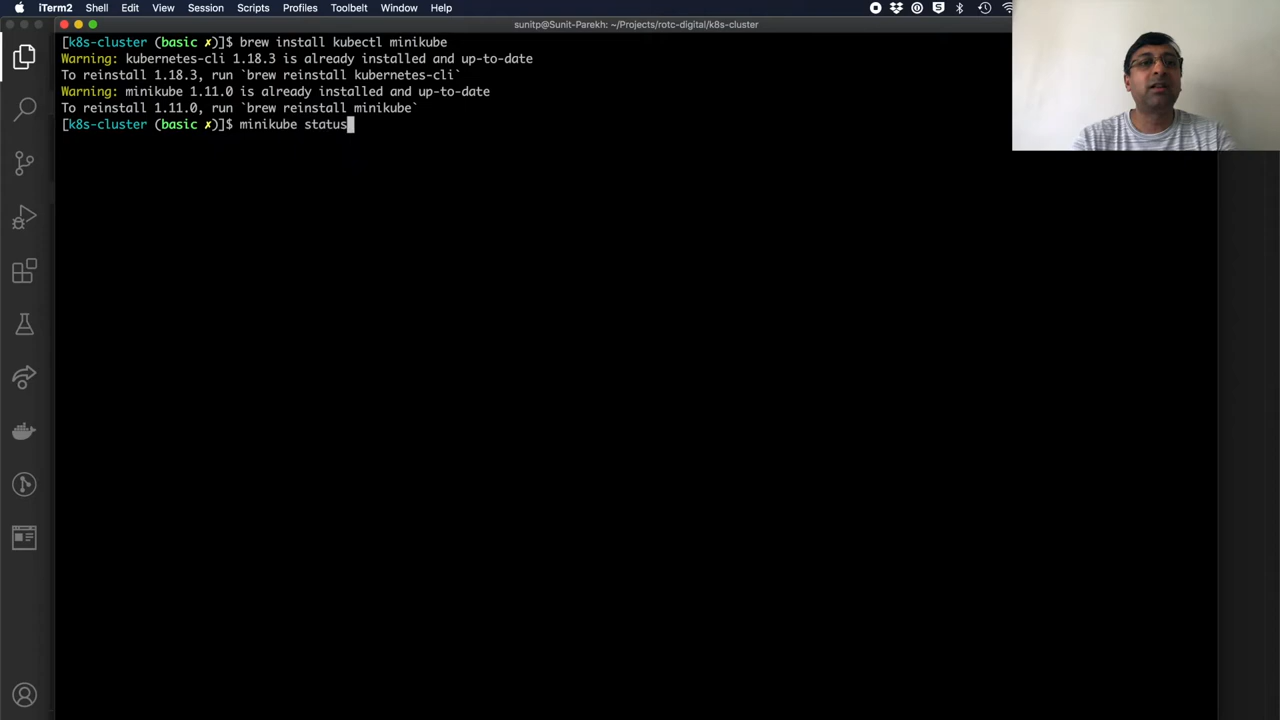 iTerm2 Shell Edit View Session Scripts Profiles Toolbelt Window Help
sunitp@Sunit-Parekh: ~/Projects/rotc-digital/k8s-cluster
[k8s-cluster (basic ✗)]$ brew install kubectl minikube
Warning: kubernetes-cli 1.18.3 is already installed and up-to-date
To reinstall 1.18.3, run `brew reinstall kubernetes-cli`
Warning: minikube 1.11.0 is already installed and up-to-date
To reinstall 1.11.0, run `brew reinstall minikube`
[k8s-cluster (basic ✗)]$ minikube status